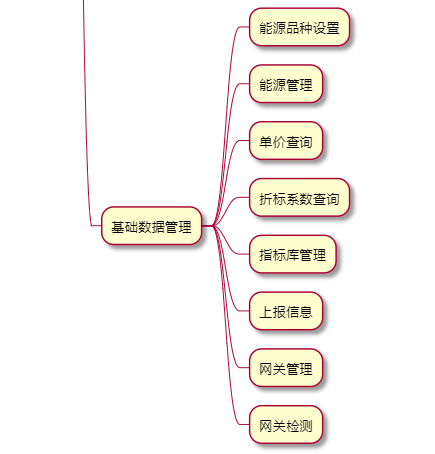 能源品种设置
能源管理
单价查询
折标系数查询
基础数据管理
指标库管理
上报信息
网关管理
网关检测